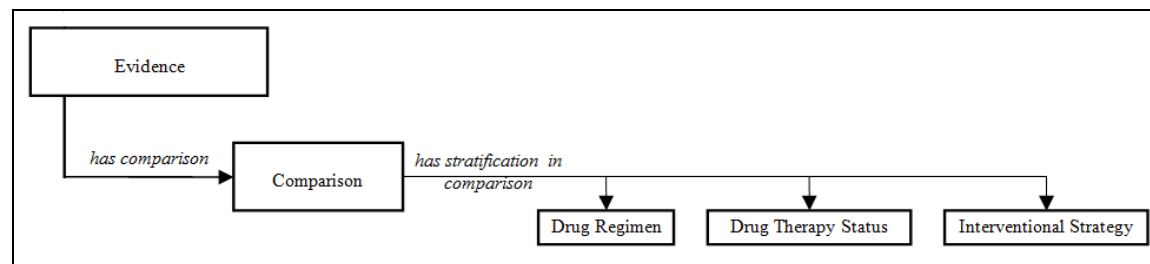 Evidence
has comparison
Comparison
has stratification in
comparison
Drug Regimen
Drug Therapy Status
Interventional Strategy